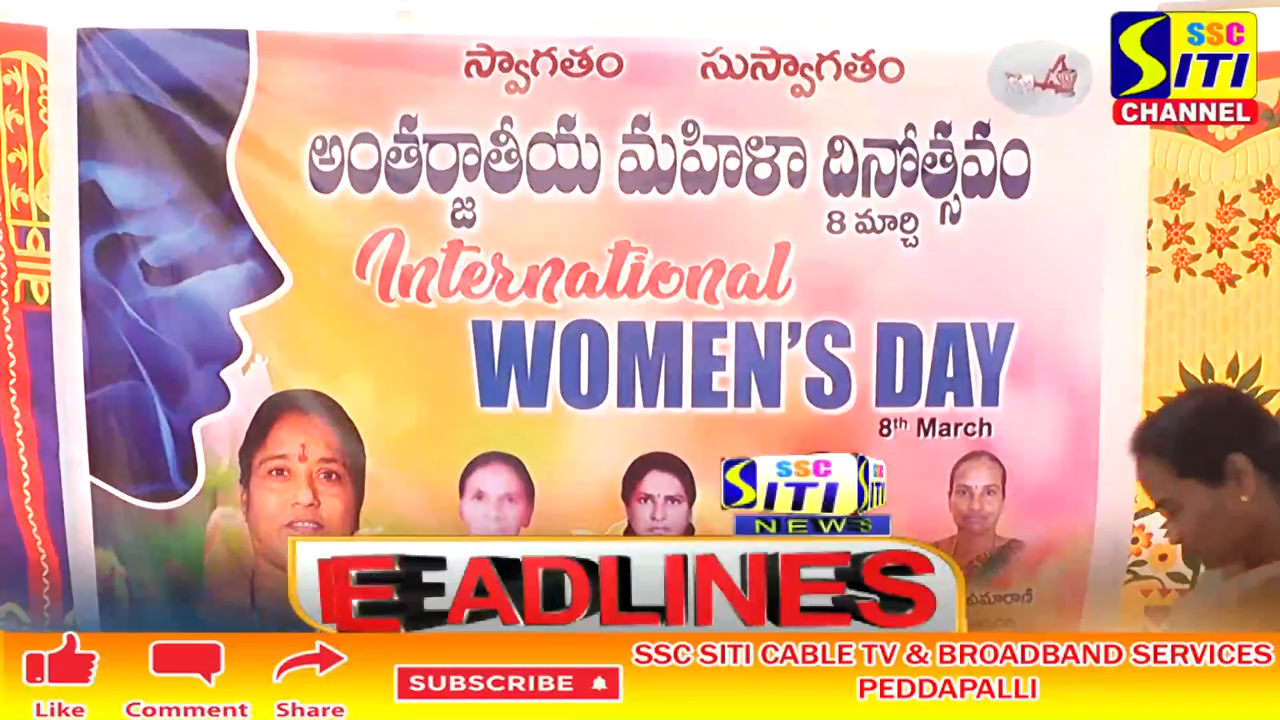 స్వాగతం సుస్వాగతం
SSC
SITI
CHANNEL
అంతర్జాతీయ మహిళా దినోత్సవం
8 మార్చి
International
WOMEN'S DAY
8th March
SSC
SITI
NEWS
EADLINES
SSC SITI CABLE TV & BROADBAND SERVICES
PEDDAPALLI
SUBSCRIBE
Like Comment Share